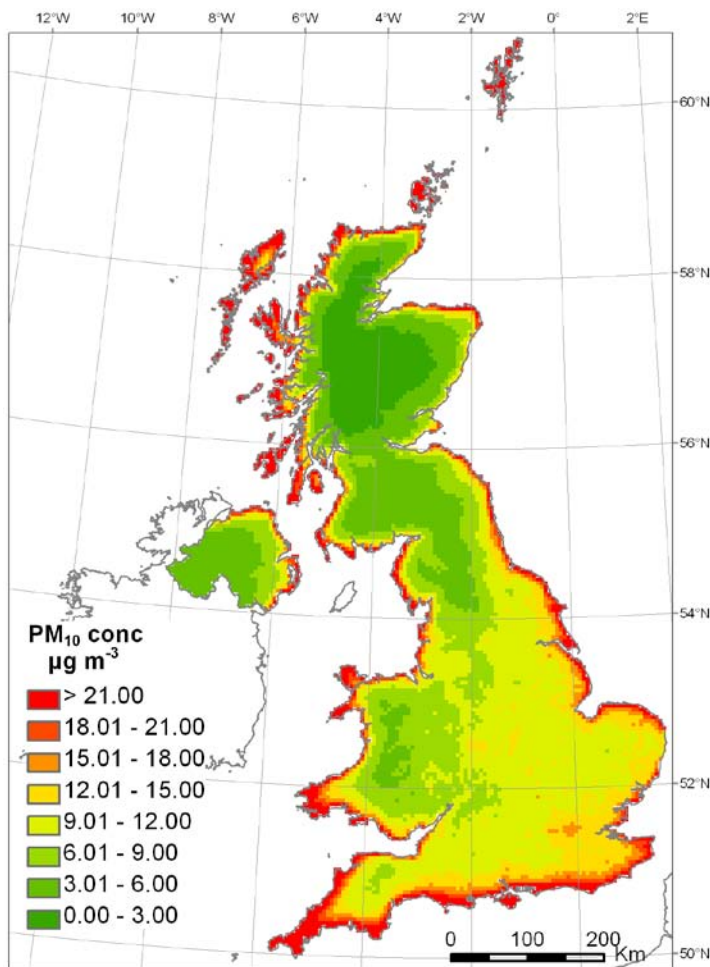 12°W 10°W 8°W 6°W 4°W 2°W 0° 2°E
60°N
58°N
56°N
54°N
52°N
50°N
PM₁₀ conc
µg m⁻³
> 21.00
18.01 - 21.00
15.01 - 18.00
12.01 - 15.00
9.01 - 12.00
6.01 - 9.00
3.01 - 6.00
0.00 - 3.00
0 100 200 Km